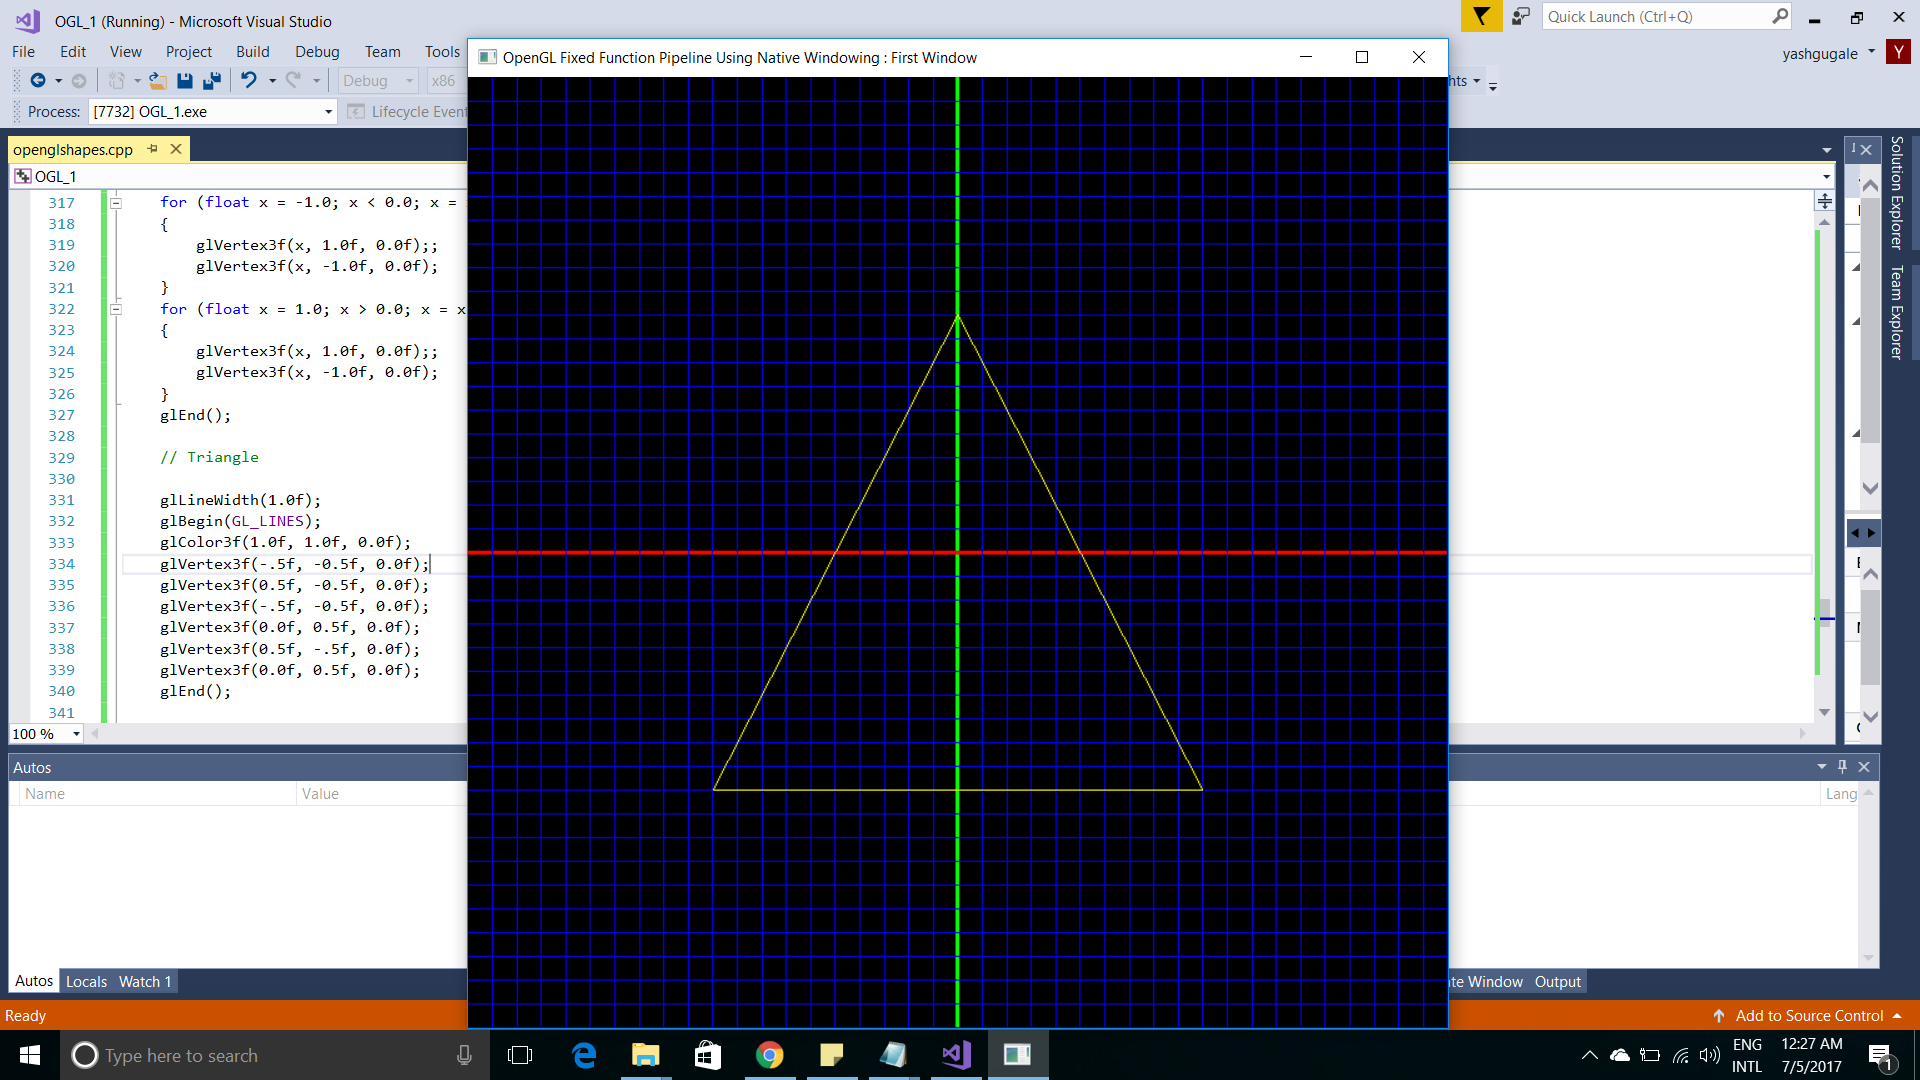 OGL_1 (Running) - Microsoft Visual Studio
Quick Launch (Ctrl+Q)
File Edit View Project Build Debug Team Tools
yashgugale Y
Debug x86
hts
Process: [7732] OGL_1.exe Lifecycle Event
OpenGL Fixed Function Pipeline Using Native Windowing : First Window
openglshapes.cpp
OGL_1
317 for (float x = -1.0; x < 0.0; x =
318 {
319 glVertex3f(x, 1.0f, 0.0f);;
320 glVertex3f(x, -1.0f, 0.0f);
321 }
322 for (float x = 1.0; x > 0.0; x = x
323 {
324 glVertex3f(x, 1.0f, 0.0f);;
325 glVertex3f(x, -1.0f, 0.0f);
326 }
327 glEnd();
328
329 // Triangle
330
331 glLineWidth(1.0f);
332 glBegin(GL_LINES);
333 glColor3f(1.0f, 1.0f, 0.0f);
334 glVertex3f(-.5f, -0.5f, 0.0f);
335 glVertex3f(0.5f, -0.5f, 0.0f);
336 glVertex3f(-.5f, -0.5f, 0.0f);
337 glVertex3f(0.0f, 0.5f, 0.0f);
338 glVertex3f(0.5f, -.5f, 0.0f);
339 glVertex3f(0.0f, 0.5f, 0.0f);
340 glEnd();
341
100 %
Solution Explorer
Team Explorer
Autos
Name Value
Lang
Autos Locals Watch 1
te Window Output
Ready
Add to Source Control
Type here to search
ENG
INTL
12:27 AM
7/5/2017
1